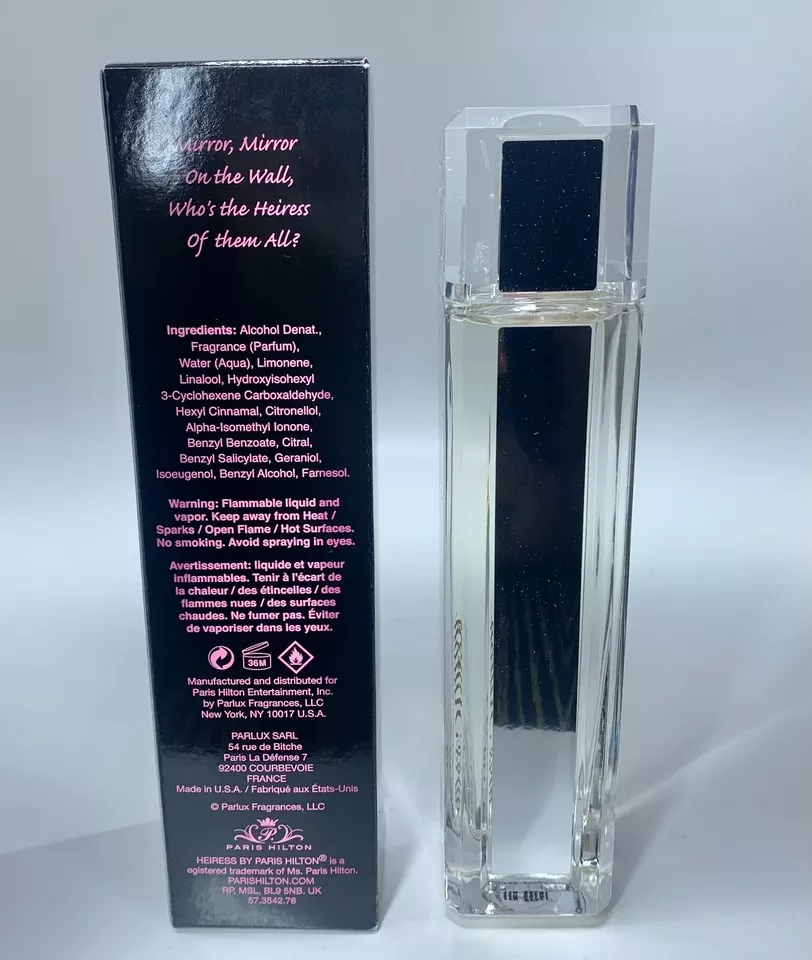 Mirror, Mirror
On the Wall,
Who's the Heiress
Of them All?
Ingredients: Alcohol Denat.,
Fragrance (Parfum),
Water (Aqua), Limonene,
Linalool, Hydroxyisohexyl
3-Cyclohexene Carboxaldehyde,
Hexyl Cinnamal, Citronellol,
Alpha-Isomethyl Ionone,
Benzyl Benzoate, Citral,
Benzyl Salicylate, Geraniol,
Isoeugenol, Benzyl Alcohol, Farnesol.
Warning: Flammable liquid and
vapor. Keep away from Heat /
Sparks / Open Flame / Hot Surfaces.
No smoking. Avoid spraying in eyes.
Avertissement: liquide et vapeur
inflammables. Tenir à l'écart de
la chaleur / des étincelles / des
flammes nues / des surfaces
chaudes. Ne fumer pas. Éviter
de vaporiser dans les yeux.
36M
Manufactured and distributed for
Paris Hilton Entertainment, Inc.
by Parlux Fragrances, LLC
New York, NY 10017 U.S.A.
PARLUX SARL
54 rue de Bitche
Paris La Défense 7
92400 COURBEVOIE
FRANCE
Made in U.S.A. / Fabriqué aux États-Unis
© Parlux Fragrances, LLC
P.
PARIS HILTON
HEIRESS BY PARIS HILTON® is a
egistered trademark of Ms. Paris Hilton.
PARISHILTON.COM
RP, MSL, BL9 5NB. UK
57.3542.76